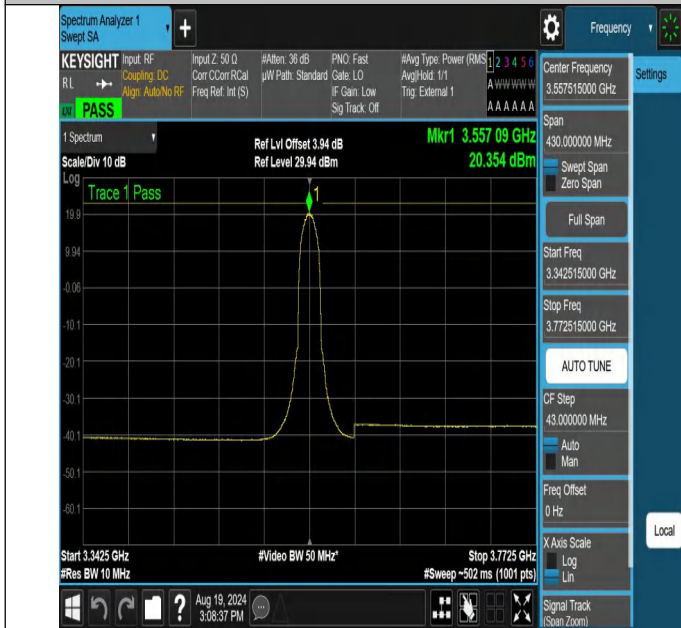 Spectrum Analyzer 1
Swept SA
+
Frequency
KEYSIGHT
RL
PASS
Input: RF
Coupling: DC
Align: Auto/No RF
Input Z: 50 Ω
Corr CCorr RCal
Freq Ref: Int (S)
#Atten: 36 dB
µW Path: Standard
PNO: Fast
Gate: LO
IF Gain: Low
Sig Track: Off
#Avg Type: Power (RMS
Avg|Hold: 1/1
Trig: External 1
1 2 3 4 5 6
A W W W W W
A A A A A A
1 Spectrum
Scale/Div 10 dB
Log
Ref Lvl Offset 3.94 dB
Ref Level 29.94 dBm
Mkr1 3.557 09 GHz
20.354 dBm
Trace 1 Pass
1
19.9
9.94
-0.06
-10.1
-20.1
-30.1
-40.1
-50.1
-60.1
Start 3.3425 GHz
#Res BW 10 MHz
#Video BW 50 MHz*
Stop 3.7725 GHz
#Sweep ~502 ms (1001 pts)
Center Frequency
3.557515000 GHz
Settings
Span
430.000000 MHz
Swept Span
Zero Span
Full Span
Start Freq
3.342515000 GHz
Stop Freq
3.772515000 GHz
AUTO TUNE
CF Step
43.000000 MHz
Auto
Man
Freq Offset
0 Hz
Local
X Axis Scale
Log
Lin
Signal Track
(Span Zoom)
?
Aug 19, 2024
3:08:37 PM